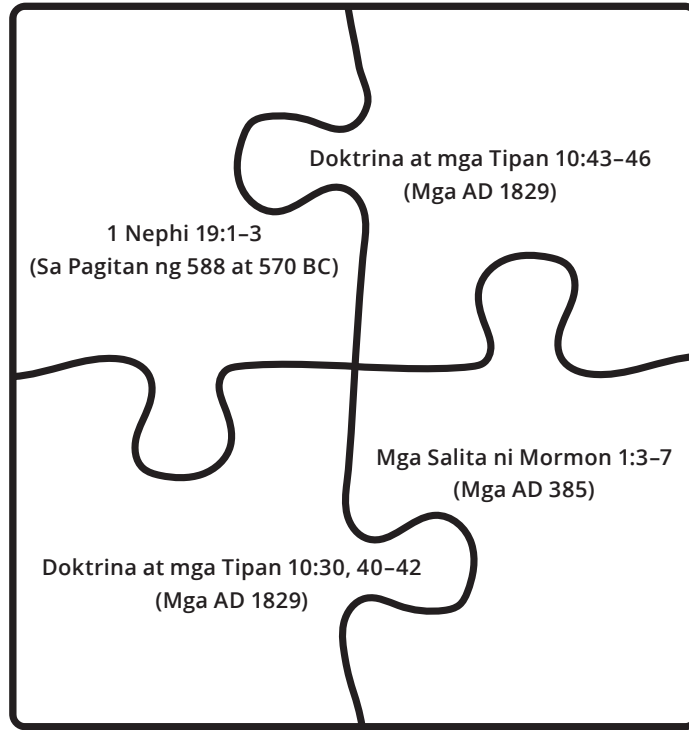 1 Nephi 19:1–3
(Sa Pagitan ng 588 at 570 BC)
Doktrina at mga Tipan 10:43–46
(Mga AD 1829)
Doktrina at mga Tipan 10:30, 40–42
(Mga AD 1829)
Mga Salita ni Mormon 1:3–7
(Mga AD 385)